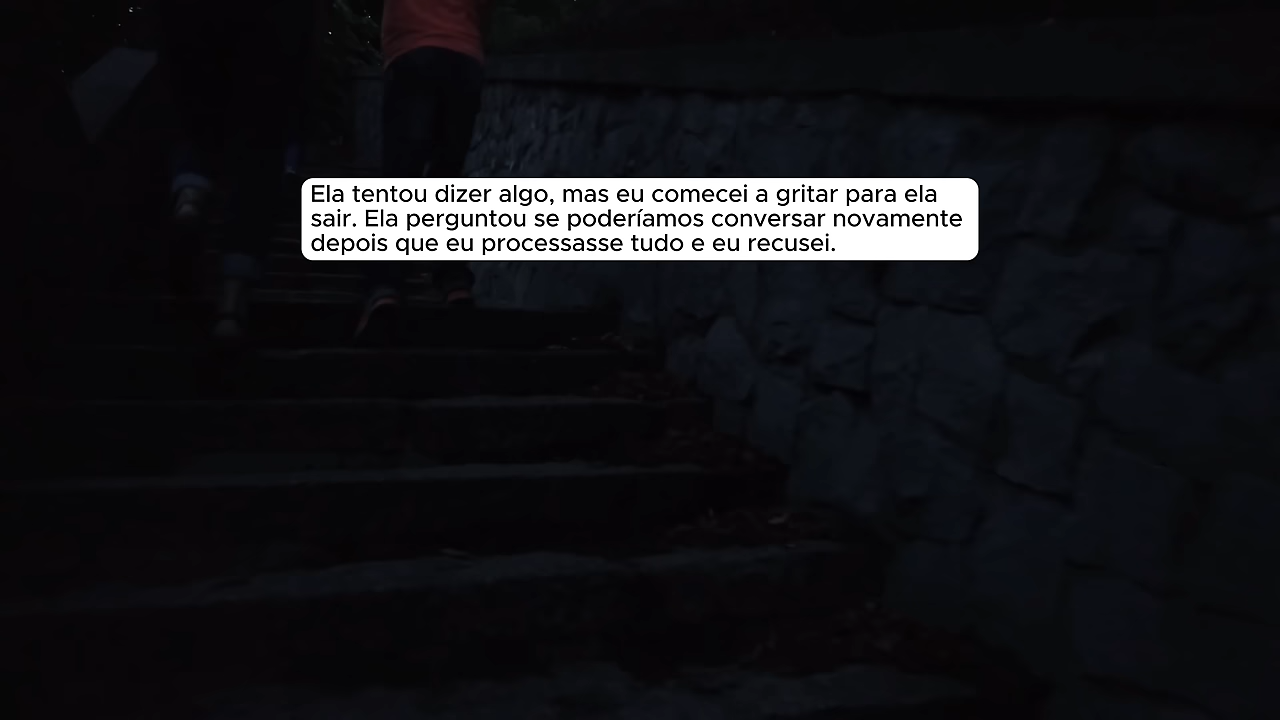 Ela tentou dizer algo, mas eu comecei a gritar para ela
sair. Ela perguntou se poderíamos conversar novamente
depois que eu processasse tudo e eu recusei.